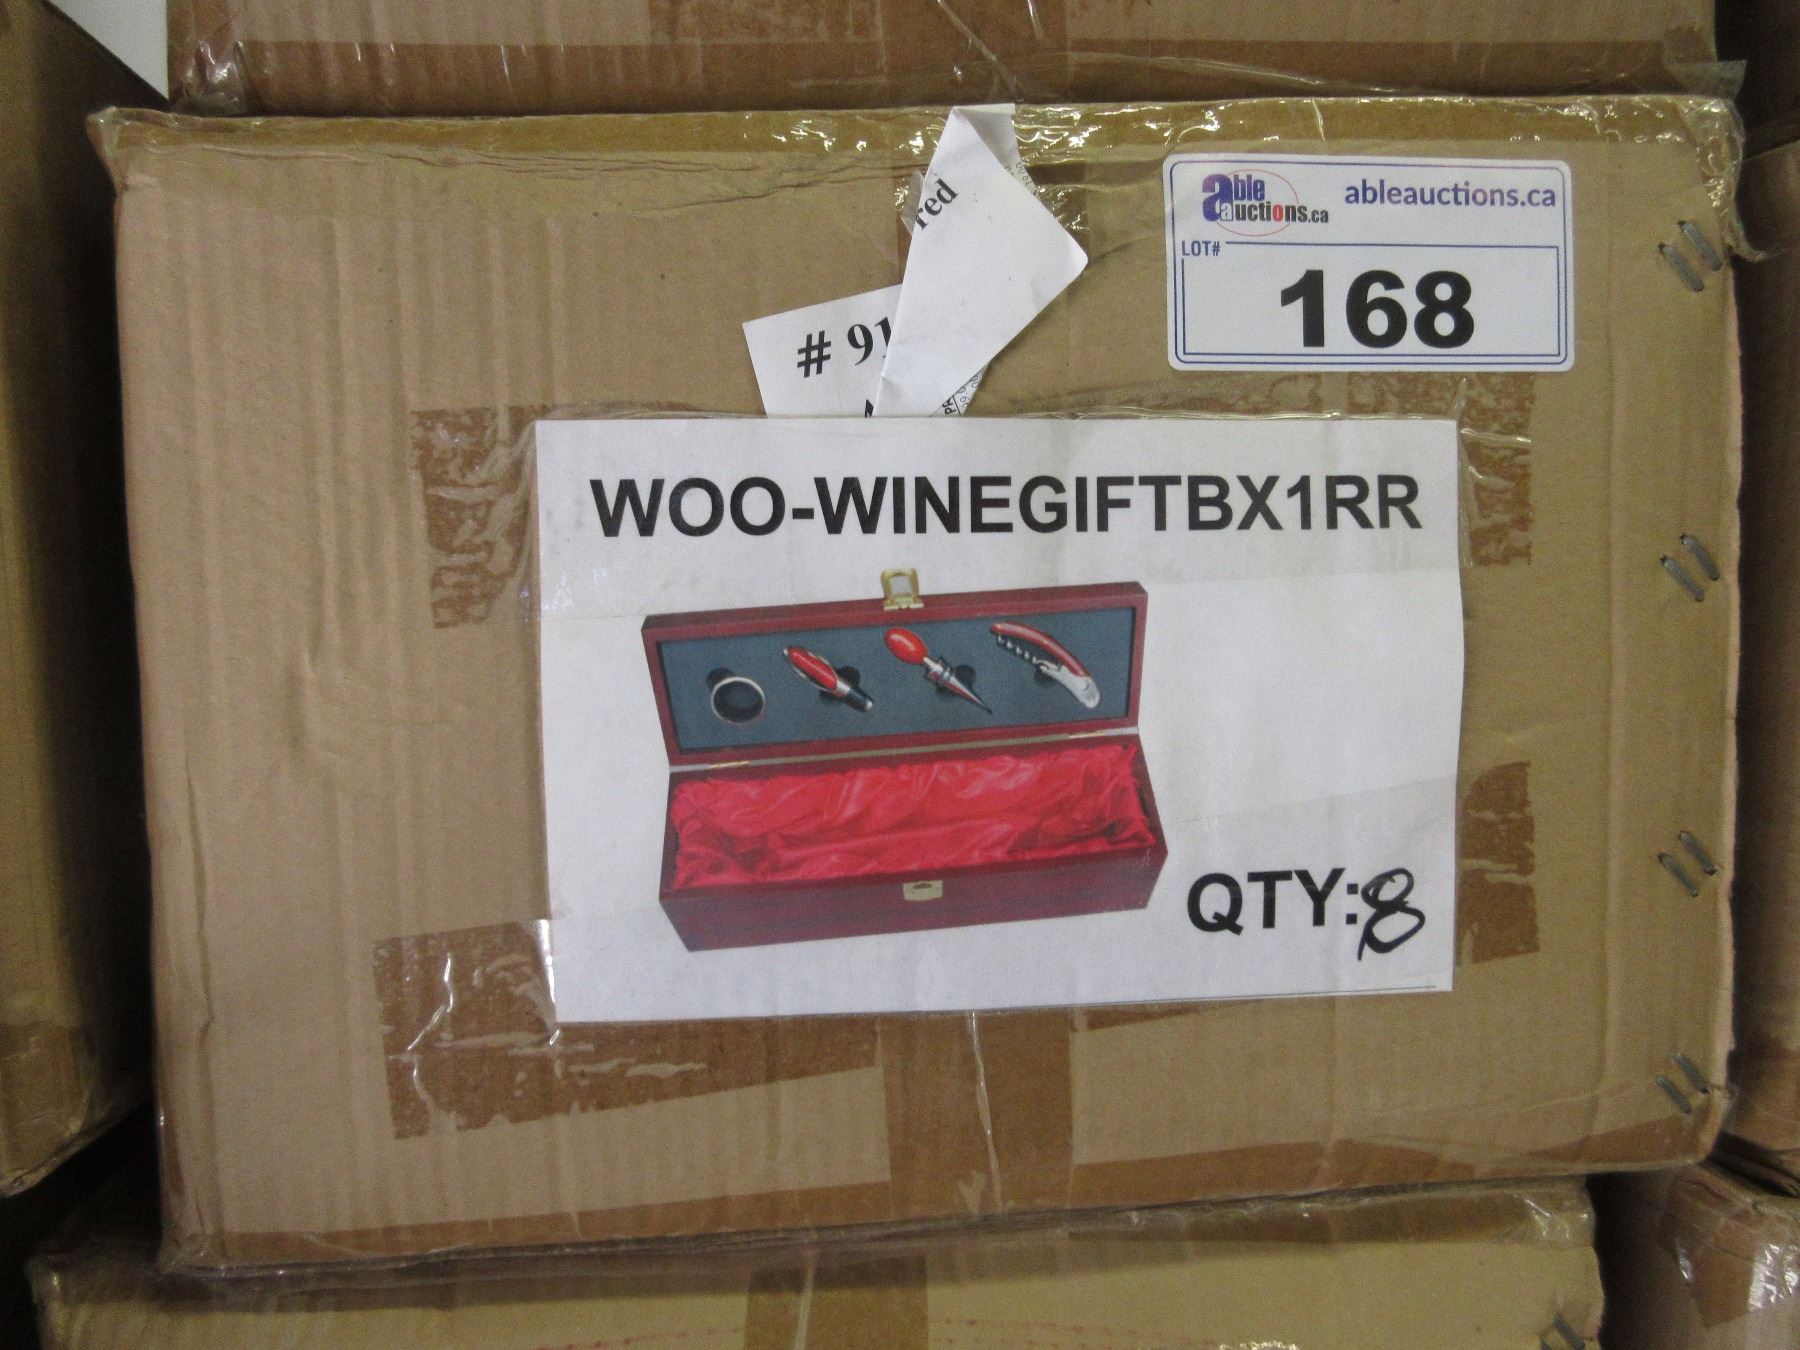 red
able auctions.ca
ableauctions.ca
LOT#
168
# 91
WOO-WINEGIFTBX1RR
QTY:8